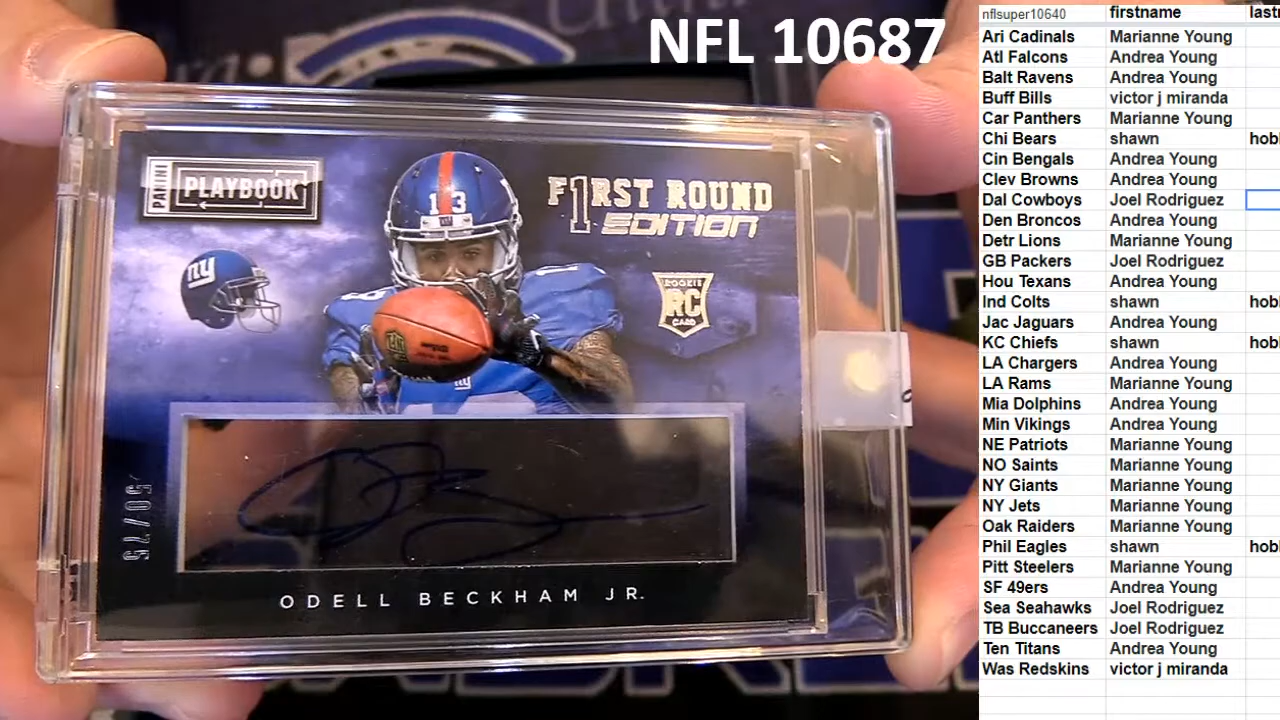 NFL 10687
PANINI
PLAYBOOK
F1RST ROUND
EDITION
13
ny
ROOKIE
RC
CARD
50/75
ODELL BECKHAM JR.
nflsuper10640 firstname
Ari Cadinals Marianne Young
Atl Falcons Andrea Young
Balt Ravens Andrea Young
Buff Bills victor j miranda
Car Panthers Marianne Young
Chi Bears shawn
Cin Bengals Andrea Young
Clev Browns Andrea Young
Dal Cowboys Joel Rodriguez
Den Broncos Andrea Young
Detr Lions Marianne Young
GB Packers Joel Rodriguez
Hou Texans Andrea Young
Ind Colts shawn
Jac Jaguars Andrea Young
KC Chiefs shawn
LA Chargers Andrea Young
LA Rams Marianne Young
Mia Dolphins Andrea Young
Min Vikings Andrea Young
NE Patriots Marianne Young
NO Saints Marianne Young
NY Giants Marianne Young
NY Jets Marianne Young
Oak Raiders Marianne Young
Phil Eagles shawn
Pitt Steelers Marianne Young
SF 49ers Andrea Young
Sea Seahawks Joel Rodriguez
TB Buccaneers Joel Rodriguez
Ten Titans Andrea Young
Was Redskins victor j miranda